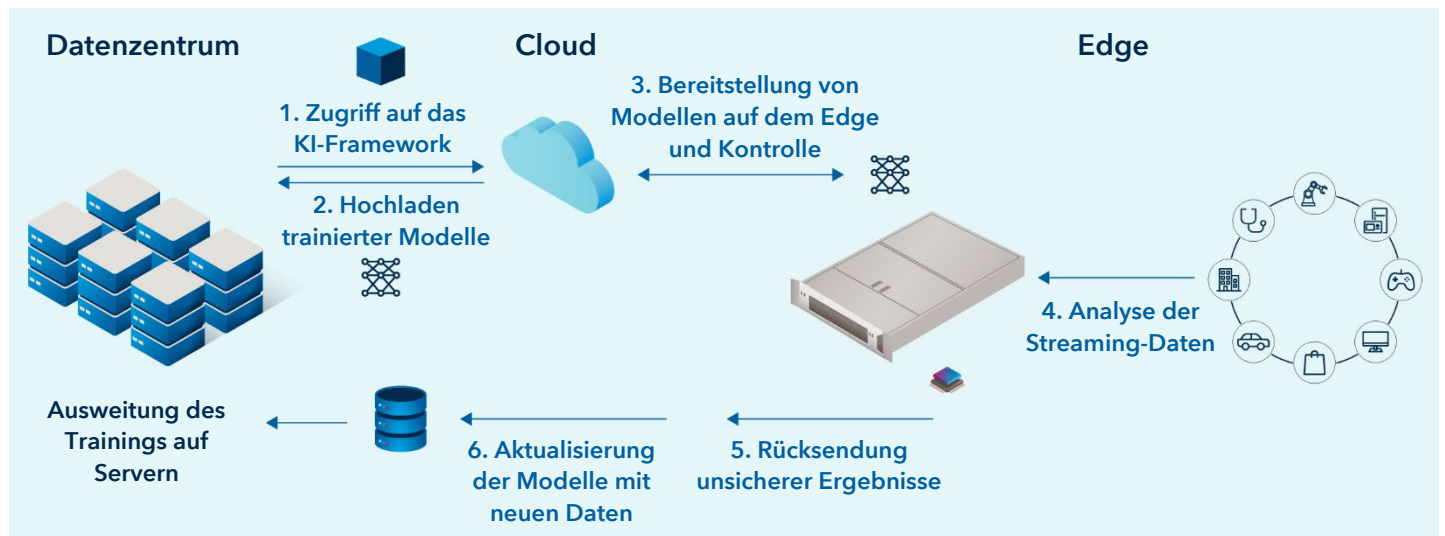 Datenzentrum
Cloud
Edge
1. Zugriff auf das
KI-Framework
2. Hochladen
trainierter Modelle
3. Bereitstellung von
Modellen auf dem Edge
und Kontrolle
4. Analyse der
Streaming-Daten
5. Rücksendung
unsicherer Ergebnisse
6. Aktualisierung
der Modelle mit
neuen Daten
Ausweitung des
Trainings auf
Servern